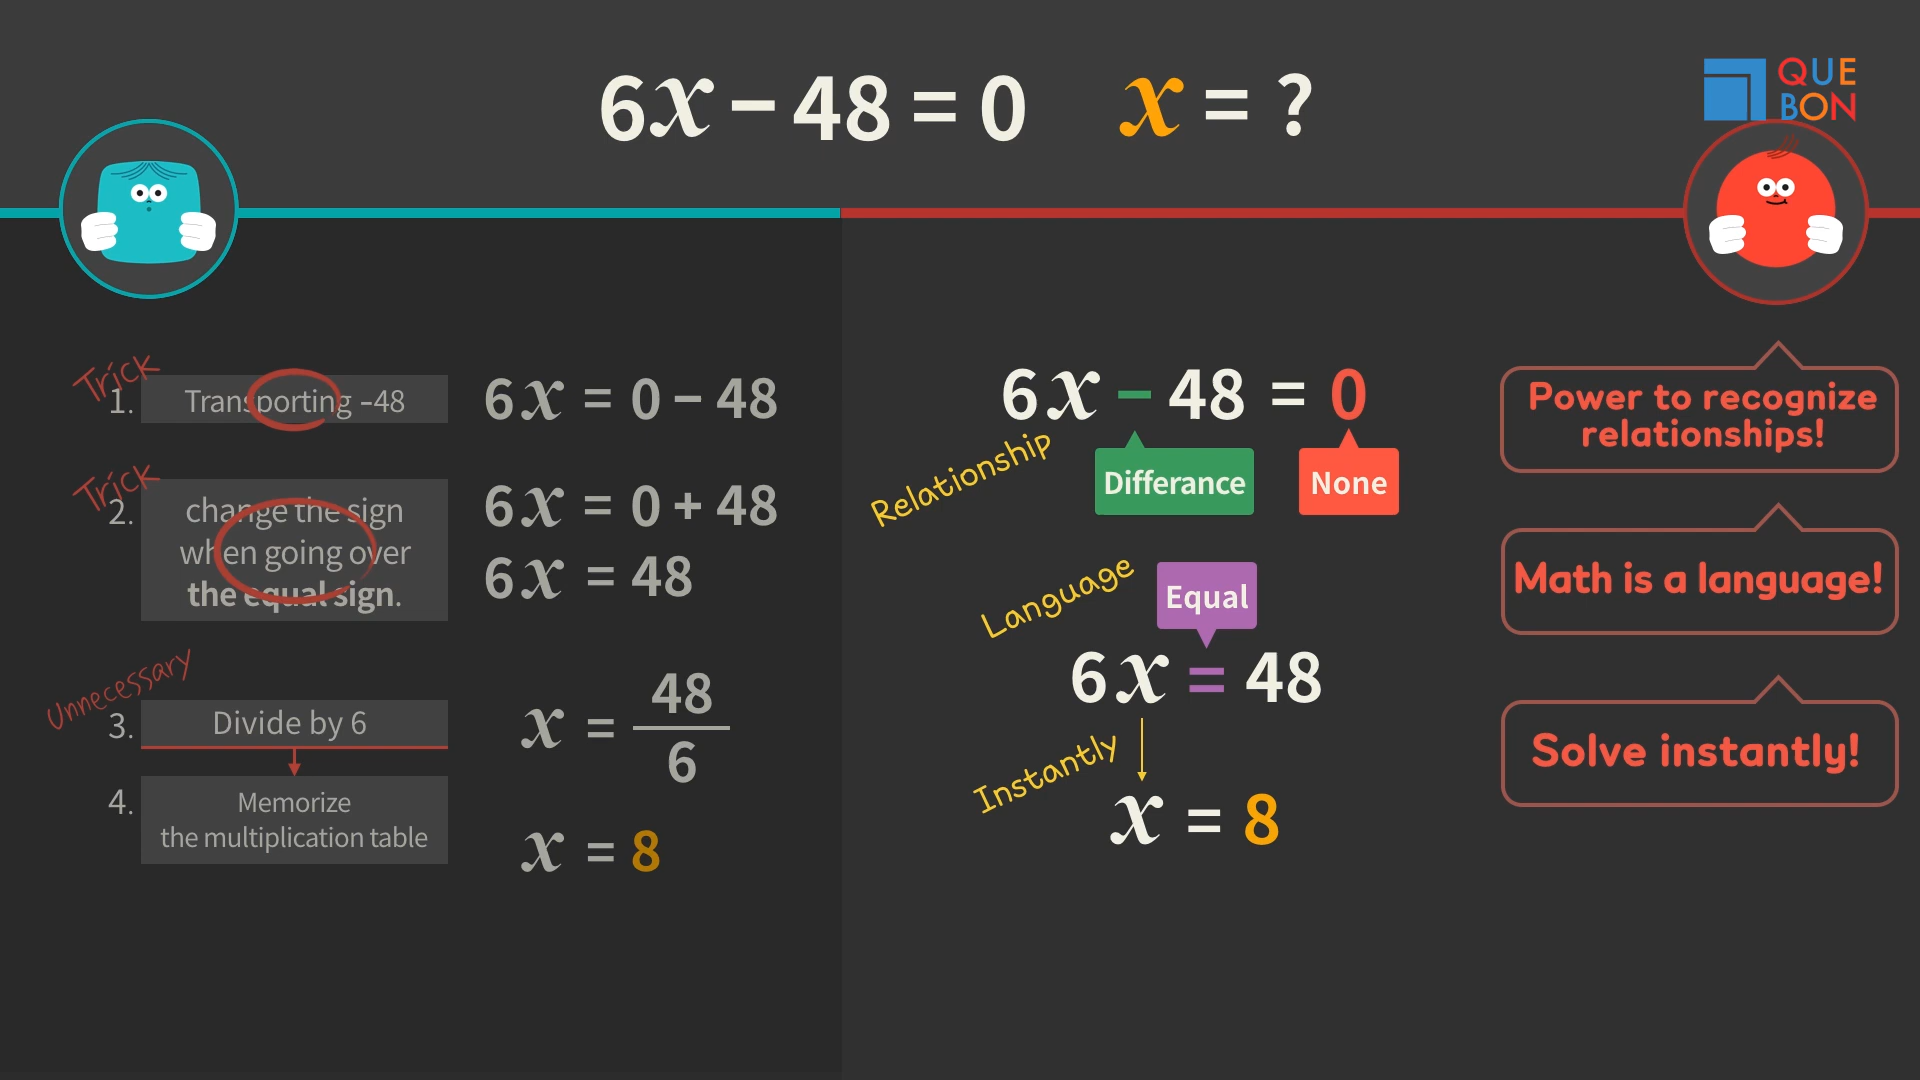 6x − 48 = 0 x = ?
QUE
BON
Trick
1. Transporting -48
6x = 0 − 48
Trick
2. change the sign
when going over
the equal sign.
6x = 0 + 48
6x = 48
Unnecessary
3. Divide by 6
x = 48/6
4. Memorize
the multiplication table
x = 8
6x − 48 = 0
Relationship
Differance
None
Language
Equal
6x = 48
Instantly
x = 8
Power to recognize
relationships!
Math is a language!
Solve instantly!